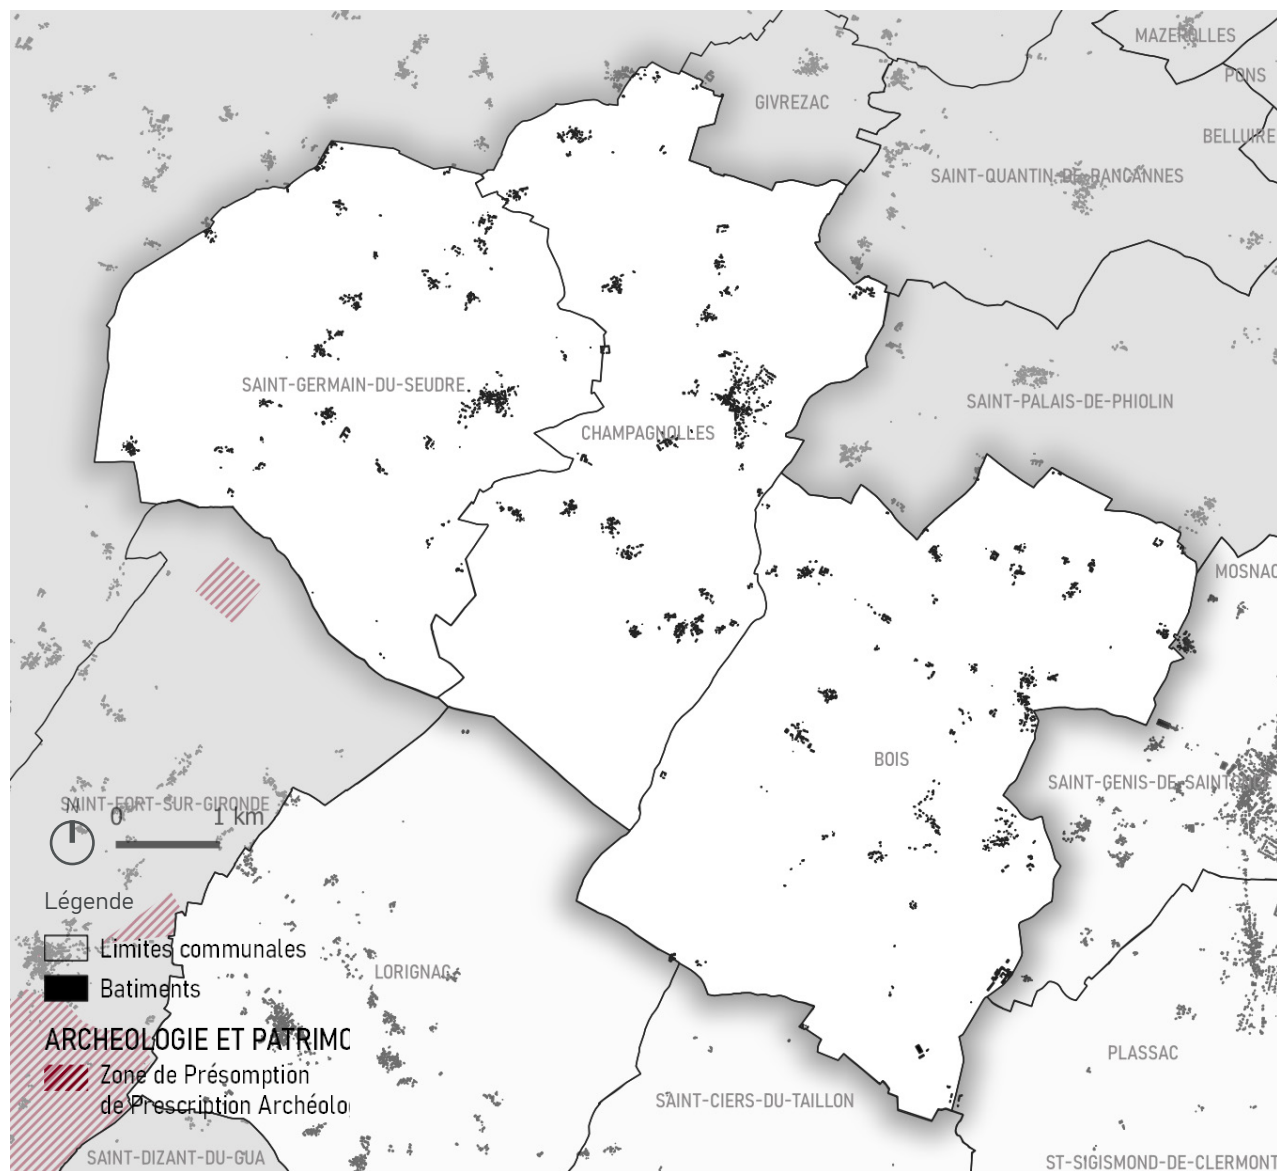 MAZEROLLES
PONS
GIVREZAC
BELLUIRE
SAINT-QUANTIN-DE-RANCANNES
SAINT-GERMAIN-DU-SEUDRE
SAINT-PALAIS-DE-PHIOLIN
CHAMPAGNOLLES
MOSNAC
BOIS
SAINT-GENIS-DE-SAINT
SAINT-FORT-SUR-GIRONDE
N
0 1 km
Légende
Limites communales
LORIGNAC
Batiments
ARCHEOLOGIE ET PATRIMO
PLASSAC
Zone de Présomption
de Prescription Archéolo
SAINT-CIERS-DU-TAILLON
SAINT-DIZANT-DU-GUA
ST-SIGISMOND-DE-CLERMONT